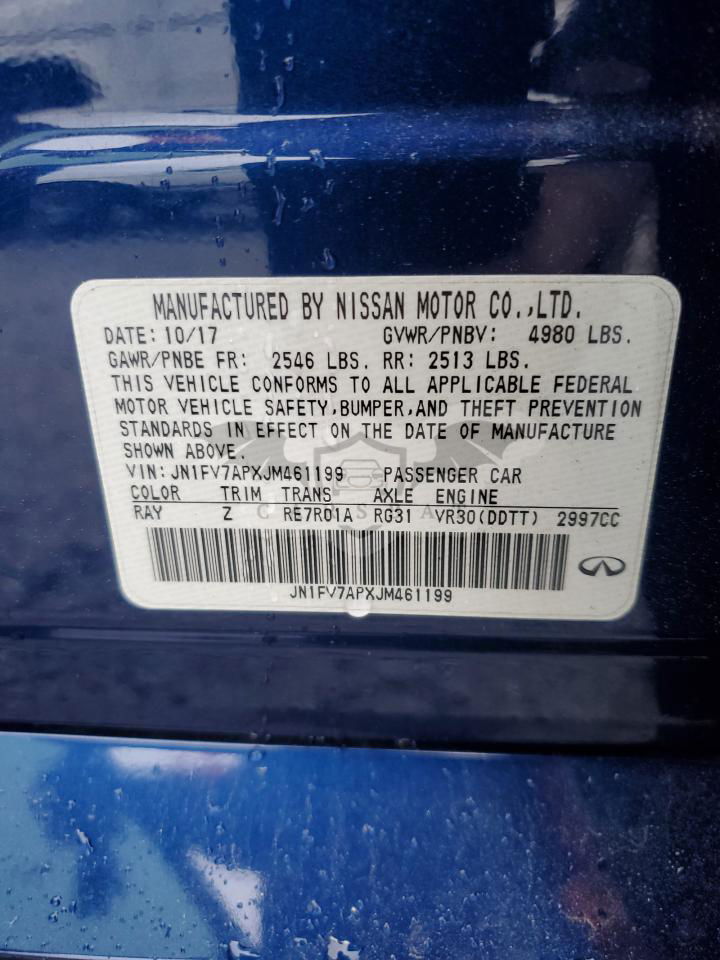 MANUFACTURED BY NISSAN MOTOR CO.,LTD.
DATE: 10/17 GVWR/PNBV: 4980 LBS.
GAWR/PNBE FR: 2546 LBS. RR: 2513 LBS.
THIS VEHICLE CONFORMS TO ALL APPLICABLE FEDERAL
MOTOR VEHICLE SAFETY,BUMPER,AND THEFT PREVENTION
STANDARDS IN EFFECT ON THE DATE OF MANUFACTURE
SHOWN ABOVE.
VIN:JN1FV7APXJM461199 PASSENGER CAR
COLOR TRIM TRANS AXLE ENGINE
RAY Z RE7R01A RG31 VR30(DDTT) 2997CC
JN1FV7APXJM461199